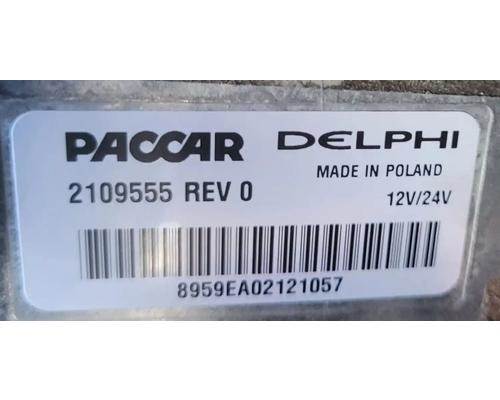 PACCAR DELPHI
MADE IN POLAND
2109555 REV 0
12V/24V
8959EA02121057